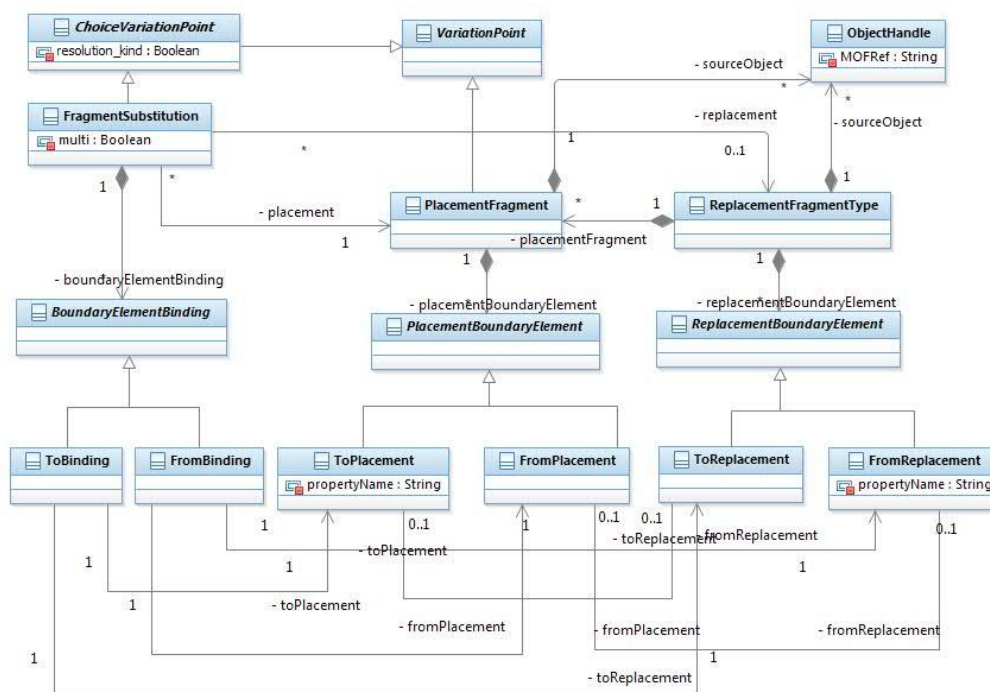 ChoiceVariationPoint
resolution_kind : Boolean
VariationPoint
ObjectHandle
MOFRef : String
- sourceObject
*
*
- sourceObject
FragmentSubstitution
multi : Boolean
- replacement
*
0..1
1
1
1
*
- placement
1
PlacementFragment
*
1
ReplacementFragmentType
- placementFragment
1
1
- boundaryElementBinding
*
- placementBoundaryElement
*
- replacementBoundaryElement
*
BoundaryElementBinding
PlacementBoundaryElement
ReplacementBoundaryElement
ToBinding
FromBinding
ToPlacement
propertyName : String
FromPlacement
ToReplacement
FromReplacement
propertyName : String
1
0..1
1
0..1
0..1
0..1
- toReplacement
- fromReplacement
- toPlacement
1
1
1
1
- toPlacement
- fromPlacement
- fromPlacement
- fromReplacement
1
1
- toReplacement